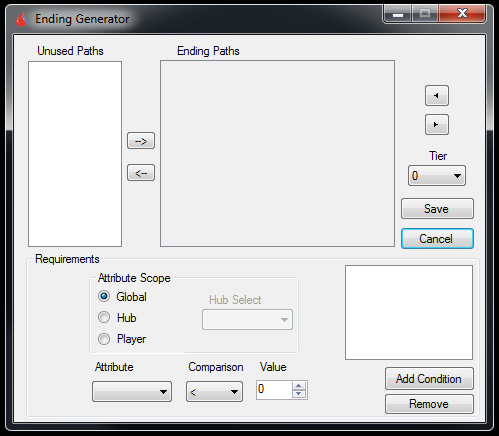 Ending Generator
Unused Paths Ending Paths
-->
<--
Tier
0
Save
Cancel
Requirements
Attribute Scope
Global
Hub
Player
Hub Select
Attribute Comparison Value
< 0
Add Condition
Remove